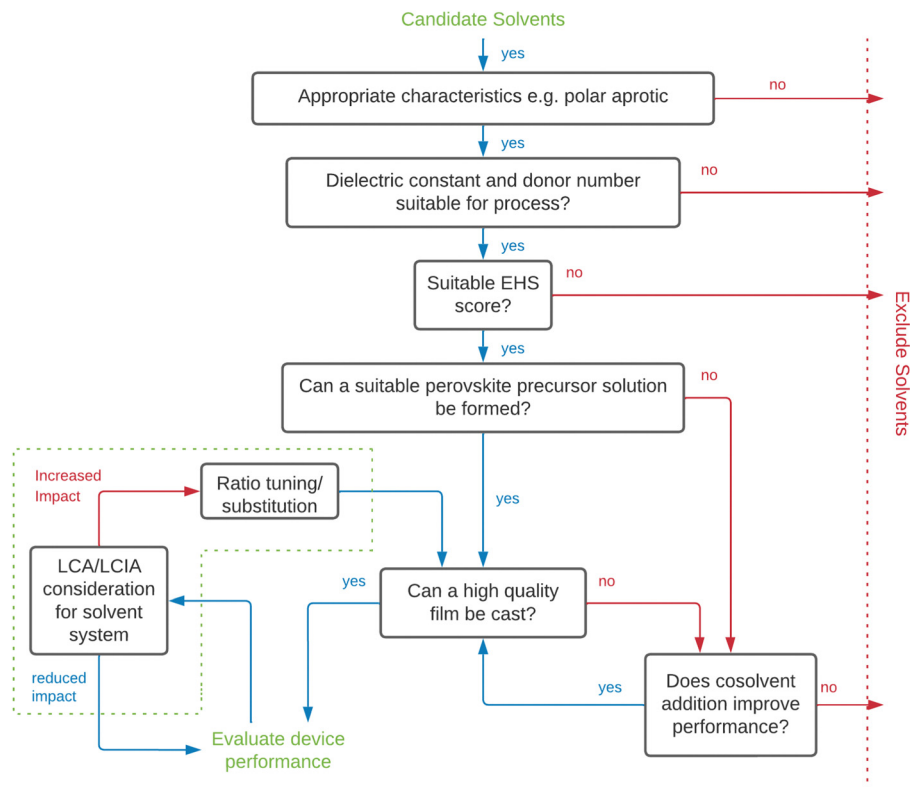 Candidate Solvents
yes
Appropriate characteristics e.g. polar aprotic
no
yes
Dielectric constant and donor number
suitable for process?
no
yes
Suitable EHS
score?
no
Exclude Solvents
yes
Can a suitable perovskite precursor solution
be formed?
no
yes
Increased
Impact
Ratio tuning/
substitution
LCA/LCIA
consideration
for solvent
system
yes
Can a high quality
film be cast?
no
reduced
impact
yes
Does cosolvent
addition improve
performance?
no
Evaluate device
performance